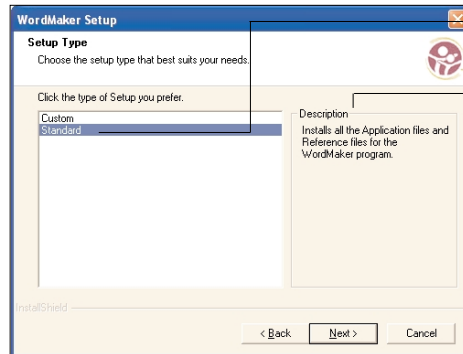 WordMaker Setup
Setup Type
Choose the setup type that best suits your needs.
Click the type of Setup you prefer.
Custom
Standard
Description
Installs all the Application files and
Reference files for the
WordMaker program.
InstallShield
< Back
Next >
Cancel